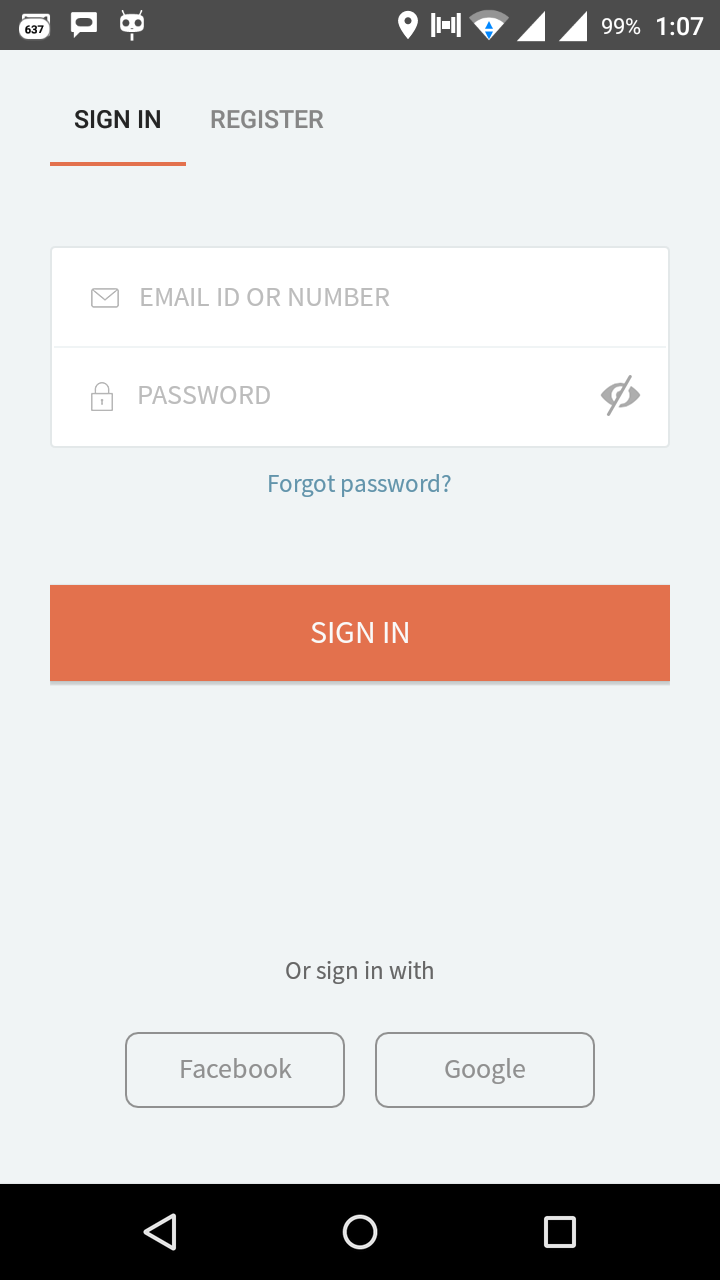 637
99% 1:07
SIGN IN REGISTER
EMAIL ID OR NUMBER
PASSWORD
Forgot password?
SIGN IN
Or sign in with
Facebook Google